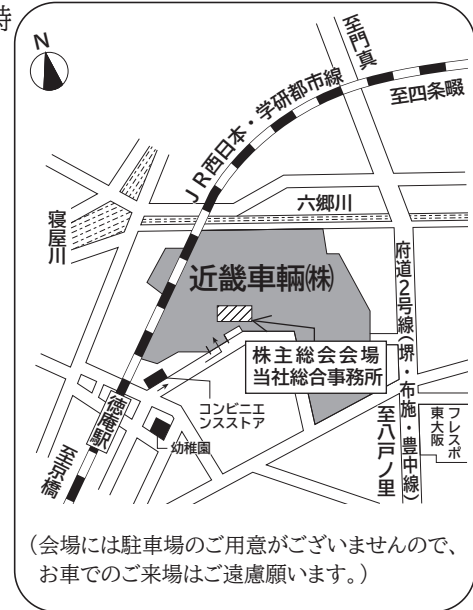 時
N
至門真
至四条畷
JR西日本・学研都市線
六郷川
寝屋川
近畿車輛㈱
府道2号線(堺・布施・豊中線)
株主総会会場
当社総合事務所
コンビニエ
ンスストア
徳庵駅
幼稚園
至京橋
至八戸ノ里
フレスポ
東大阪
(会場には駐車場のご用意がございませんので、
お車でのご来場はご遠慮願います。)